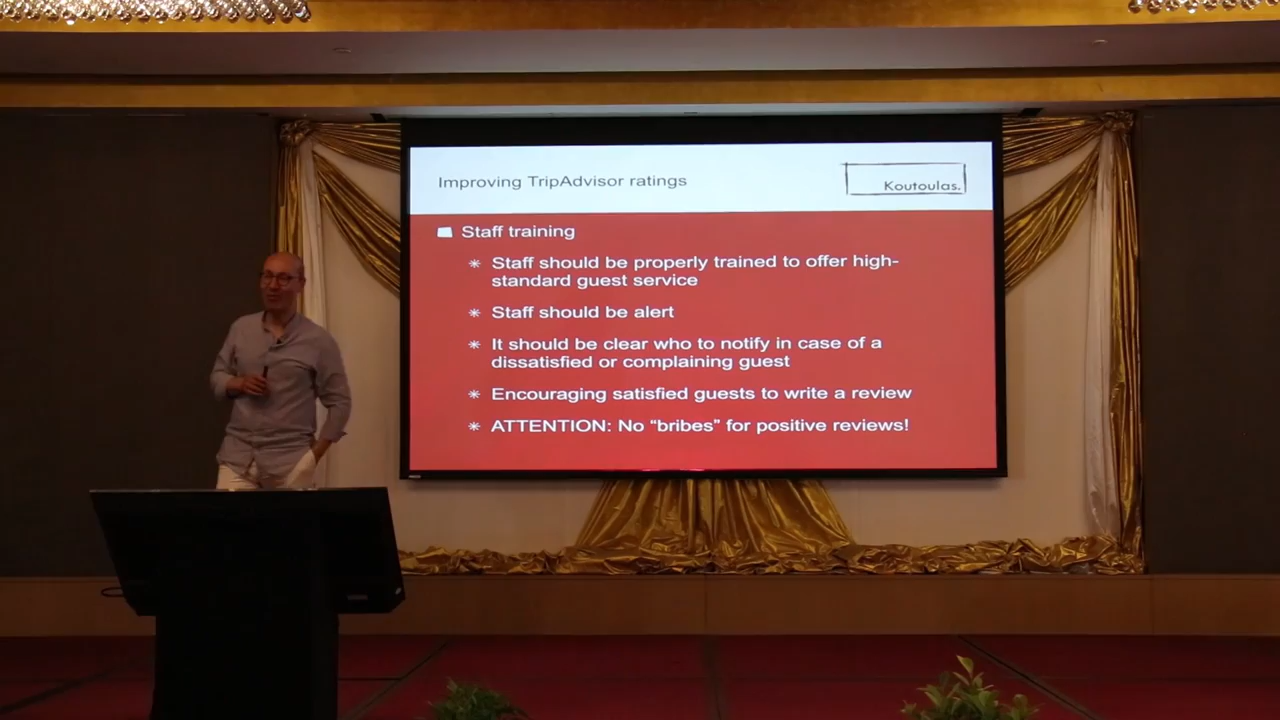 Improving TripAdvisor ratings
Koutoulas.
Staff training
Staff should be properly trained to offer high-
standard guest service
Staff should be alert
It should be clear who to notify in case of a
dissatisfied or complaining guest
Encouraging satisfied guests to write a review
ATTENTION: No “bribes” for positive reviews!